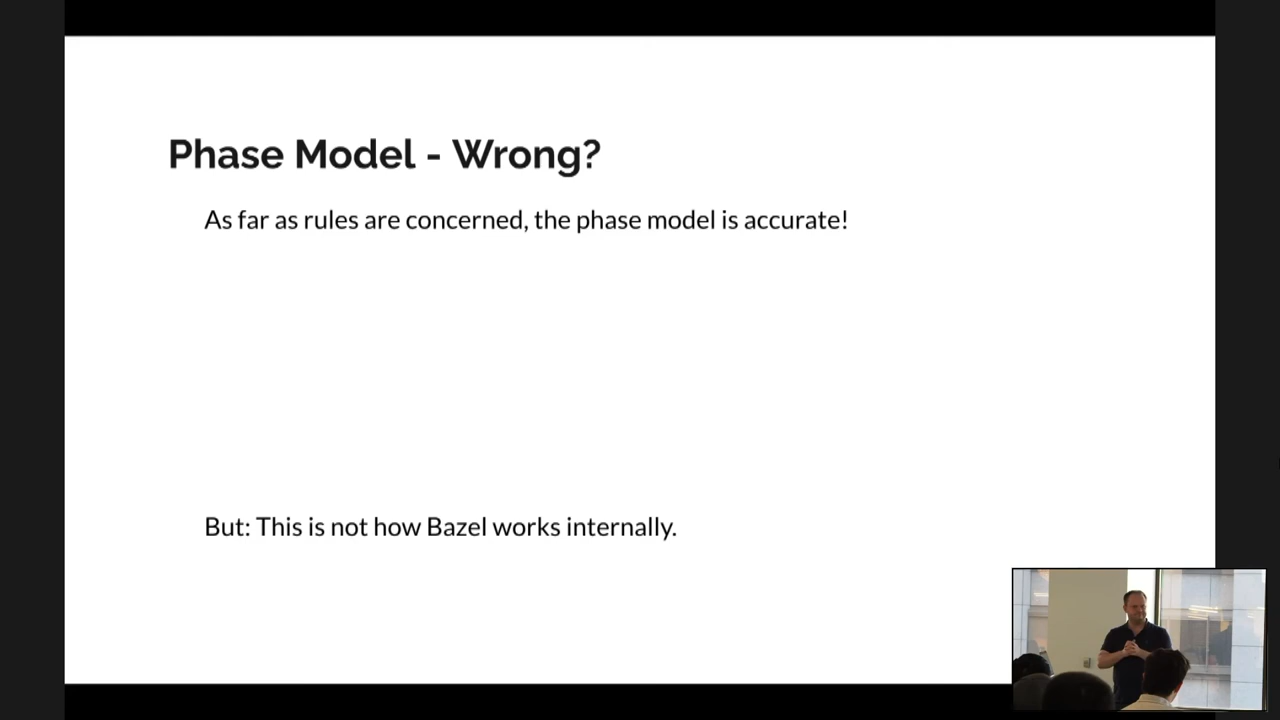 Phase Model - Wrong?
As far as rules are concerned, the phase model is accurate!
But: This is not how Bazel works internally.